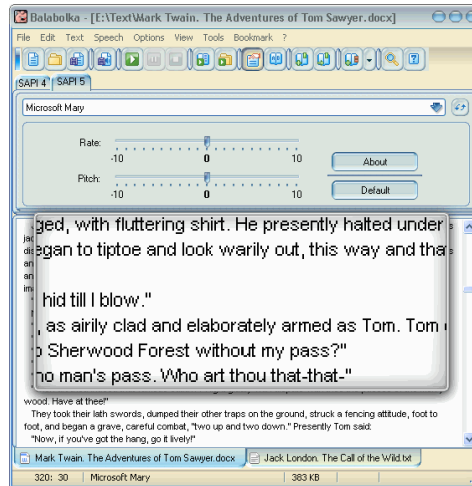 Balabolka - [E:\Text\Mark Twain. The Adventures of Tom Sawyer.docx]
File Edit Text Speech Options View Tools Bookmark ?
SAPI 4 SAPI 5
Microsoft Mary
Rate:
-10 0 10
About
Pitch:
-10 0 10
Default
ged, with fluttering shirt. He presently halted under
egan to tiptoe and look warily out, this way and tha
hid till I blow."
, as airily clad and elaborately armed as Tom. Tom
Sherwood Forest without my pass?"
no man's pass. Who art thou that-that-"
wood. Have at thee!"
They took their lath swords, dumped their other traps on the ground, struck a fencing attitude, foot to
foot, and began a grave, careful combat, "two up and two down." Presently Tom said:
"Now, if you've got the hang, go it lively!"
Mark Twain. The Adventures of Tom Sawyer.docx Jack London. The Call of the Wild.txt
320: 30 Microsoft Mary 383 KB